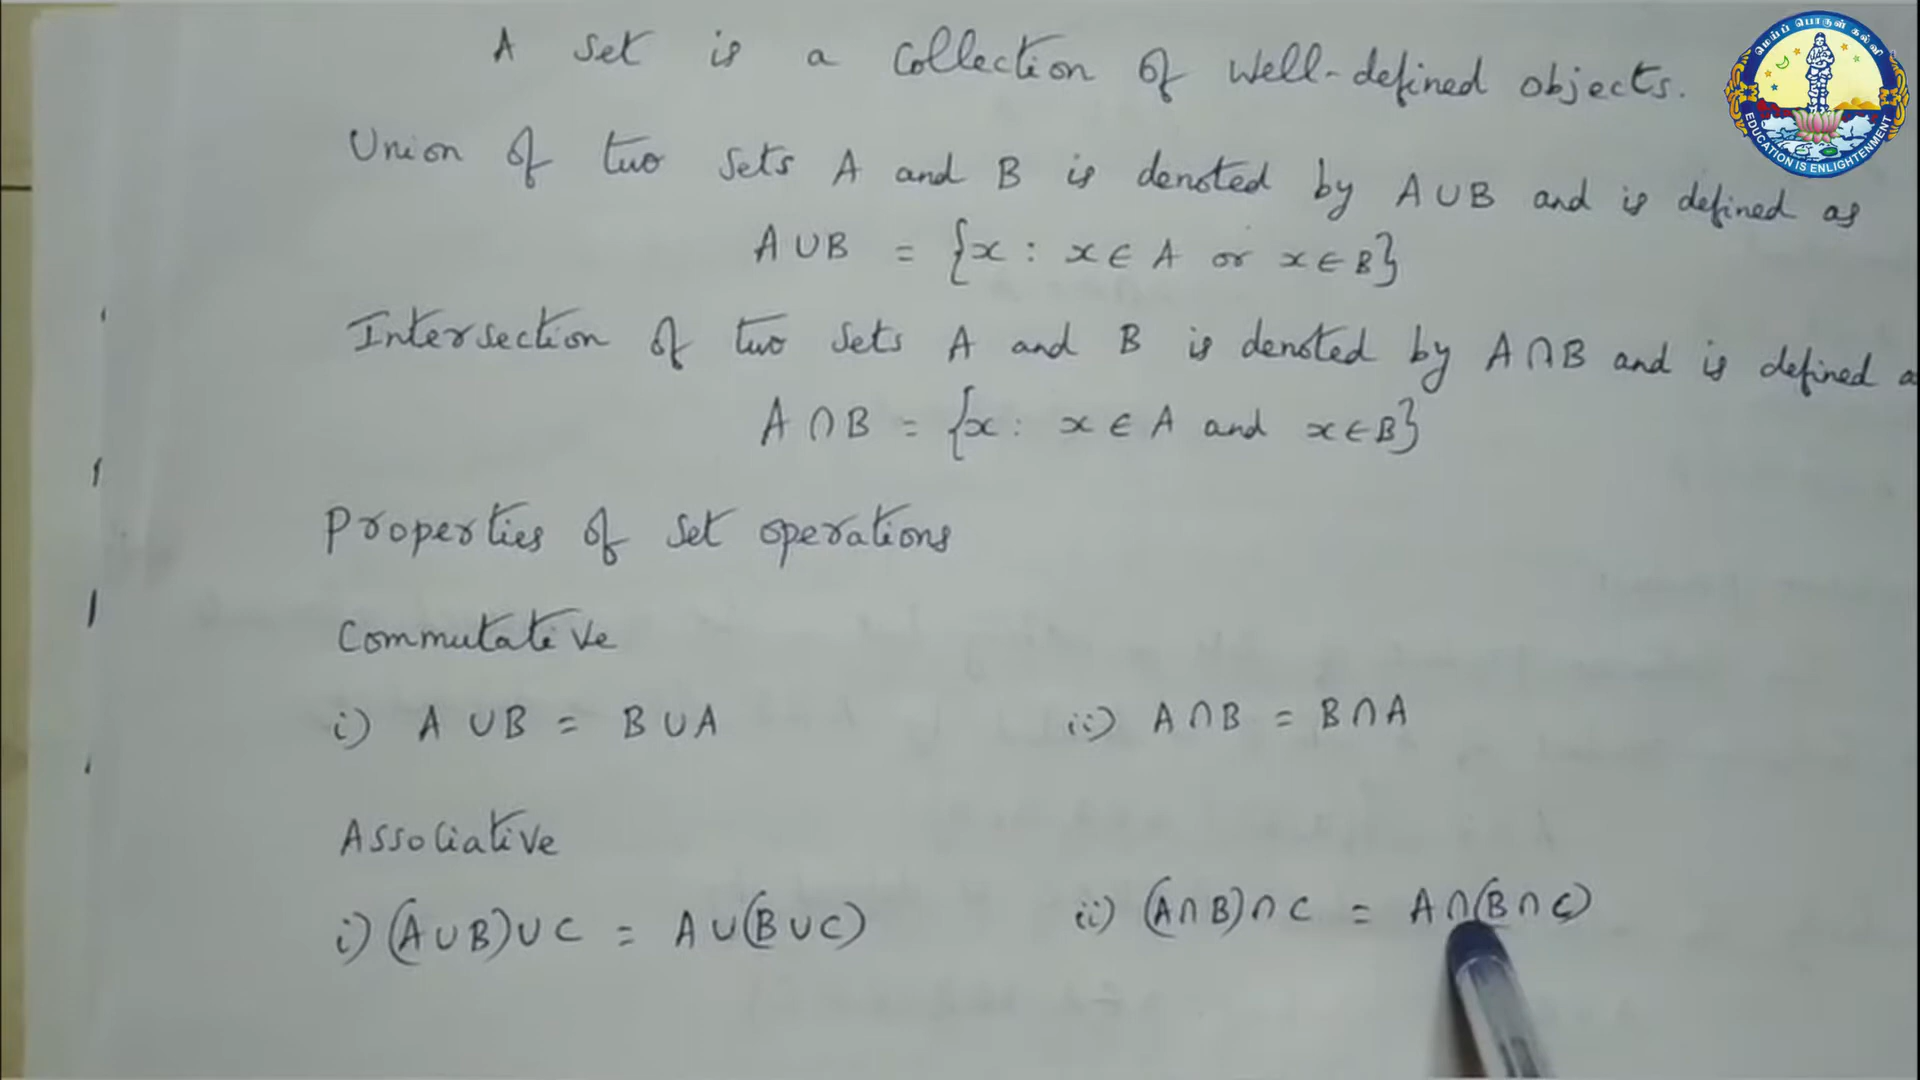 A set is a collection of well-defined objects.
Union of two sets A and B is denoted by A ∪ B and is defined as
A ∪ B = {x : x ∈ A or x ∈ B}
Intersection of two sets A and B is denoted by A ∩ B and is defined a
A ∩ B = {x : x ∈ A and x ∈ B}
Properties of set operations
Commutative
i) A ∪ B = B ∪ A ii) A ∩ B = B ∩ A
Associative
i) (A ∪ B) ∪ C = A ∪ (B ∪ C) ii) (A ∩ B) ∩ C = A ∩ (B ∩ C)
மெய்ப் பொருள் கல்வி
EDUCATION IS ENLIGHTENMENT